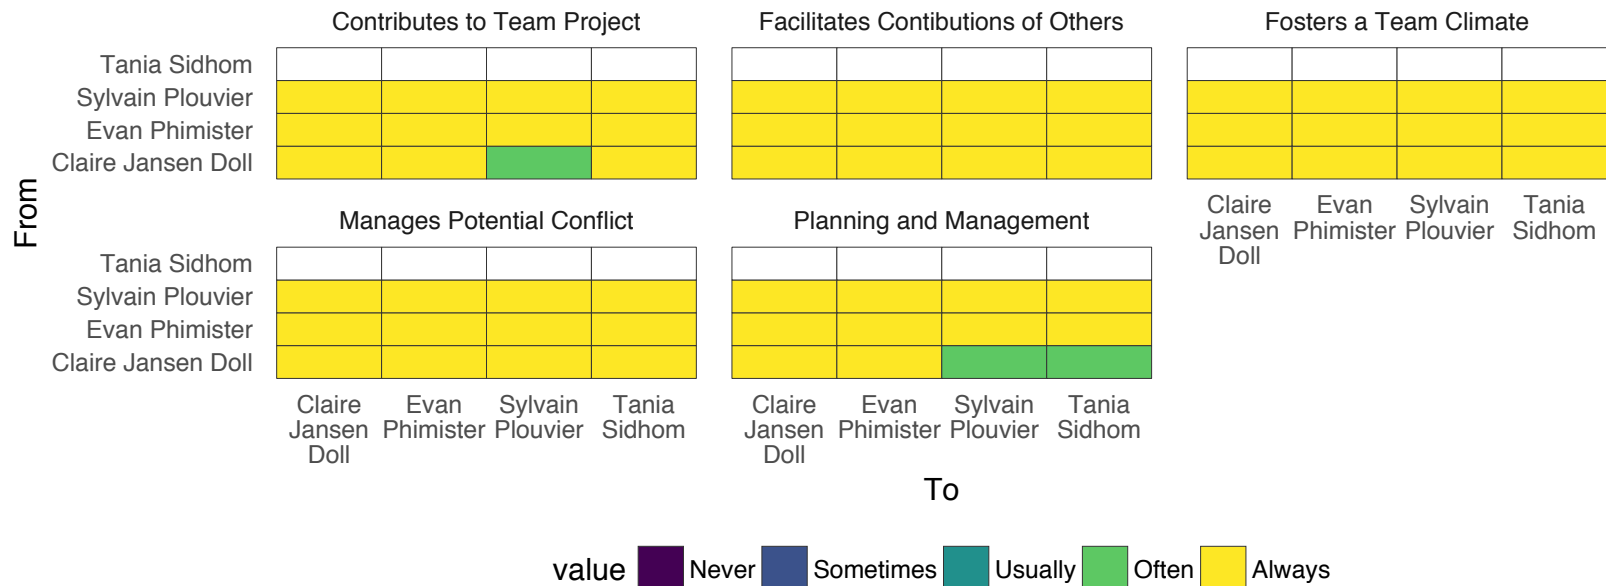 Contributes to Team Project
Facilitates Contibutions of Others
Fosters a Team Climate
Tania Sidhom
Sylvain Plouvier
Evan Phimister
Claire Jansen Doll
Claire
Jansen
Doll
Evan
Phimister
Sylvain
Plouvier
Tania
Sidhom
From
Manages Potential Conflict
Planning and Management
Tania Sidhom
Sylvain Plouvier
Evan Phimister
Claire Jansen Doll
Claire
Jansen
Doll
Evan
Phimister
Sylvain
Plouvier
Tania
Sidhom
Claire
Jansen
Doll
Evan
Phimister
Sylvain
Plouvier
Tania
Sidhom
To
value Never Sometimes Usually Often Always